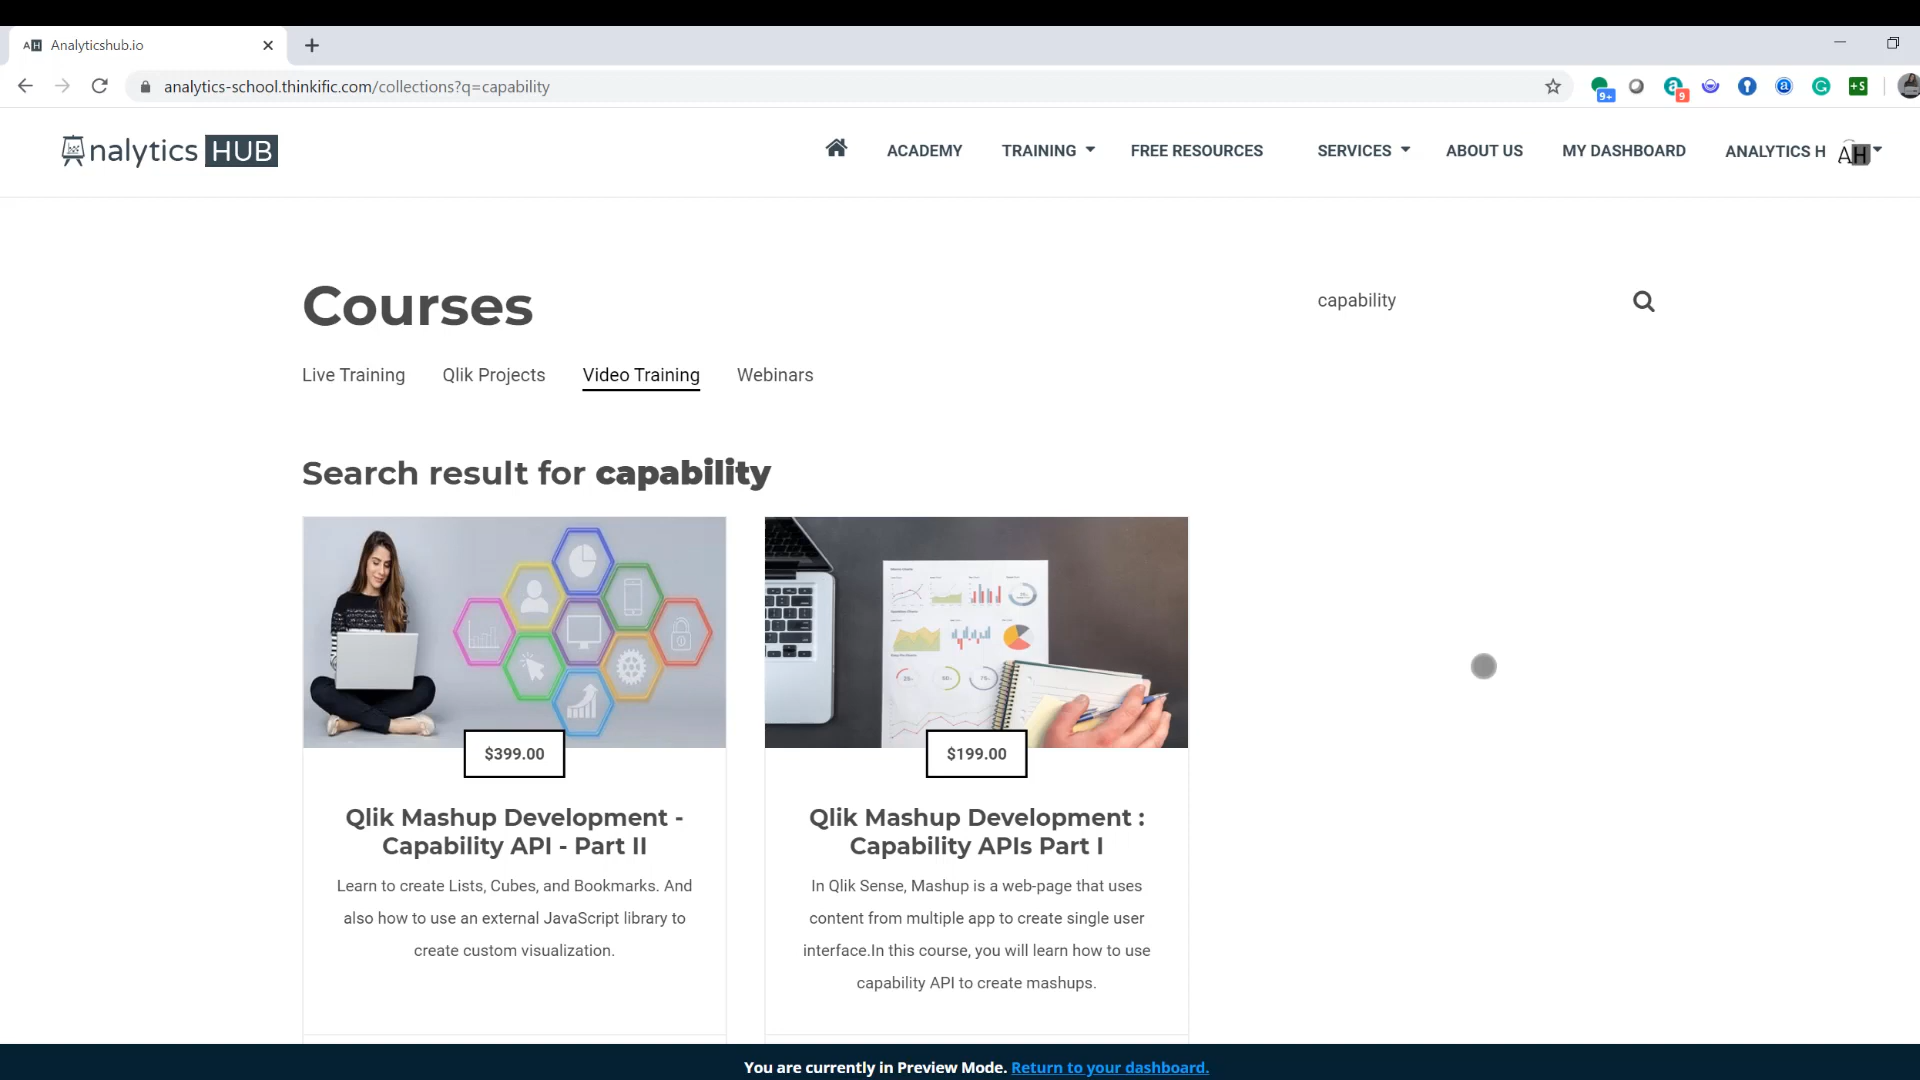 Analyticshub.io
analytics-school.thinkific.com/collections?q=capability
9+
9
+S
nalytics HUB
ACADEMY
TRAINING
FREE RESOURCES
SERVICES
ABOUT US
MY DASHBOARD
ANALYTICS H
AH
Courses
capability
Live Training
Qlik Projects
Video Training
Webinars
Search result for capability
$399.00
$199.00
Qlik Mashup Development -
Capability API - Part II
Learn to create Lists, Cubes, and Bookmarks. And
also how to use an external JavaScript library to
create custom visualization.
Qlik Mashup Development :
Capability APIs Part I
In Qlik Sense, Mashup is a web-page that uses
content from multiple app to create single user
interface.In this course, you will learn how to use
capability API to create mashups.
You are currently in Preview Mode. Return to your dashboard.